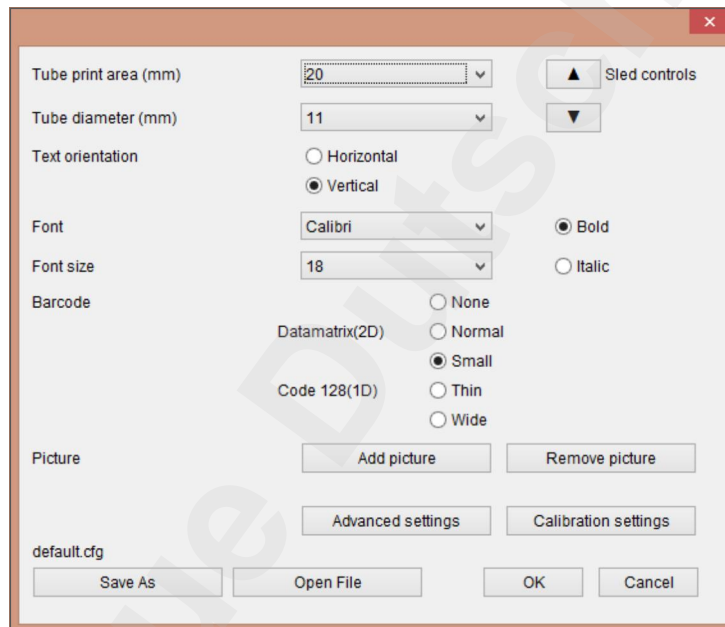 Tube print area (mm) 20 ▲ Sled controls
Tube diameter (mm) 11 ▼
Text orientation Horizontal
Vertical
Font Calibri Bold
Font size 18 Italic
Barcode None
Datamatrix(2D) Normal
Small
Code 128(1D) Thin
Wide
Picture Add picture Remove picture
Advanced settings Calibration settings
default.cfg
Save As Open File OK Cancel